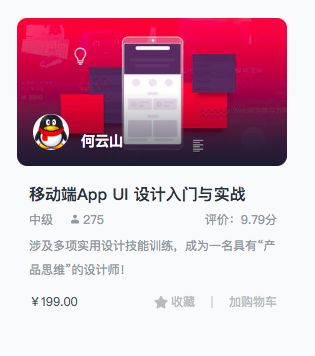 何云山
移动端App UI 设计入门与实战
中级 275 评价：9.79分
涉及多项实用设计技能训练，成为一名具有“产
品思维”的设计师！
￥199.00 收藏 | 加购物车